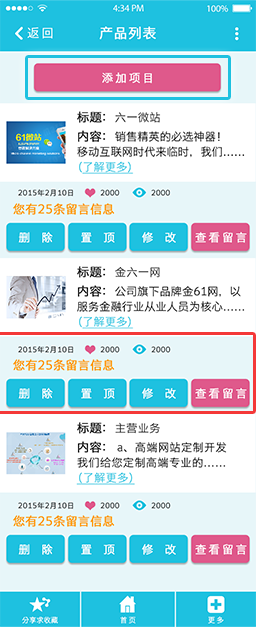 4:34 PM
100%
返回
产品列表
添加项目
61微站
标题： 六一微站
内容： 销售精英的必选神器！
移动互联网时代来临时，我们......
(了解更多)
2015年2月10日 2000 2000
您有25条留言信息
删 除 置 顶 修 改 查看留言
标题： 金六一网
内容： 公司旗下品牌金61网，以
服务金融行业从业人员为核心......
(了解更多)
2015年2月10日 2000 2000
您有25条留言信息
删 除 置 顶 修 改 查看留言
标题： 主营业务
内容： a、高端网站定制开发
我们给您定制高端专业的......
(了解更多)
2015年2月10日 2000 2000
您有25条留言信息
删 除 置 顶 修 改 查看留言
分享求收藏 首页 更多